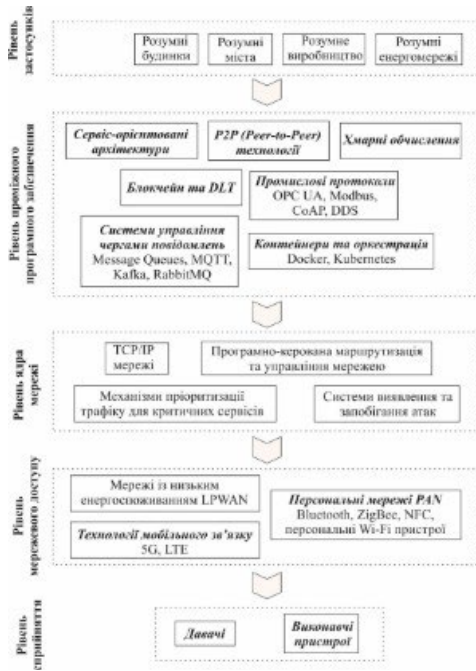 Рівень
застосунків
Розумні
будинки
Розумні
міста
Розумне
виробництво
Розумні
енергомережі
Рівень проміжного
програмного забезпечення
Сервіс-орієнтовані
архітектури
P2P (Peer-to-Peer)
технології
Хмарні обчислення
Блокчейн та DLT
Промислові протоколи
OPC UA, Modbus,
CoAP, DDS
Системи управління
чергами повідомлень
Message Queues, MQTT,
Kafka, RabbitMQ
Контейнери та оркестрація
Docker, Kubernetes
Рівень ядра
мережі
TCP/IP
мережі
Програмно-керована маршрутизація
та управління мережею
Механізми пріоритизації
трафіку для критичних сервісів
Системи виявлення та
запобігання атак
Рівень
мережевого доступу
Мережі із низьким
енергоспоживанням LPWAN
Технології мобільного зв’язку
5G, LTE
Персональні мережі PAN
Bluetooth, ZigBee, NFC,
персональні Wi-Fi пристрої
Рівень
сприйняття
Давачі
Виконавчі
пристрої